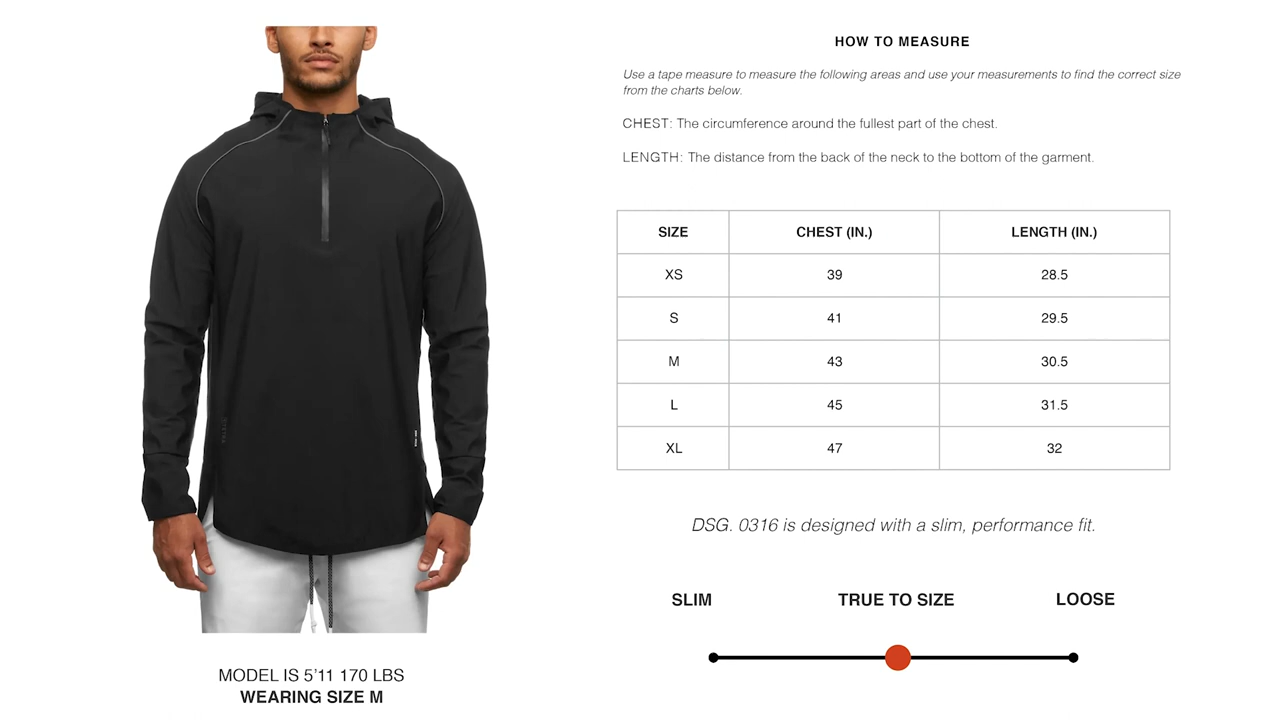 HOW TO MEASURE
Use a tape measure to measure the following areas and use your measurements to find the correct size
from the charts below.
CHEST: The circumference around the fullest part of the chest.
LENGTH: The distance from the back of the neck to the bottom of the garment.
SIZE CHEST (IN.) LENGTH (IN.)
XS 39 28.5
S 41 29.5
M 43 30.5
L 45 31.5
XL 47 32
DSG. 0316 is designed with a slim, performance fit.
SLIM TRUE TO SIZE LOOSE
MODEL IS 5'11 170 LBS
WEARING SIZE M